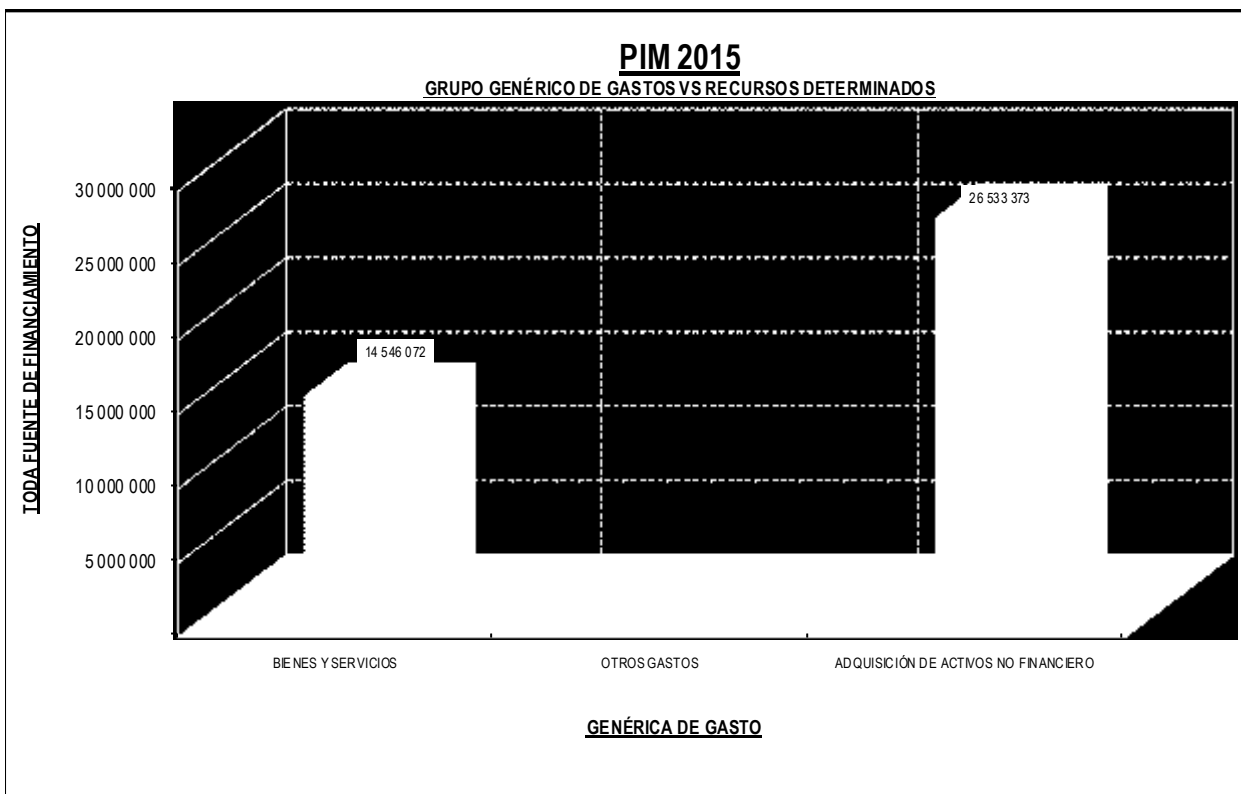 PIM 2015
GRUPO GENÉRICO DE GASTOS VS RECURSOS DETERMINADOS
TODA FUENTE DE FINANCIAMIENTO
30 000 000
25 000 000
20 000 000
15 000 000
10 000 000
5 000 000
-
14 546 072
26 533 373
BIENES Y SERVICIOS
OTROS GASTOS
ADQUISICIÓN DE ACTIVOS NO FINANCIERO
GENÉRICA DE GASTO